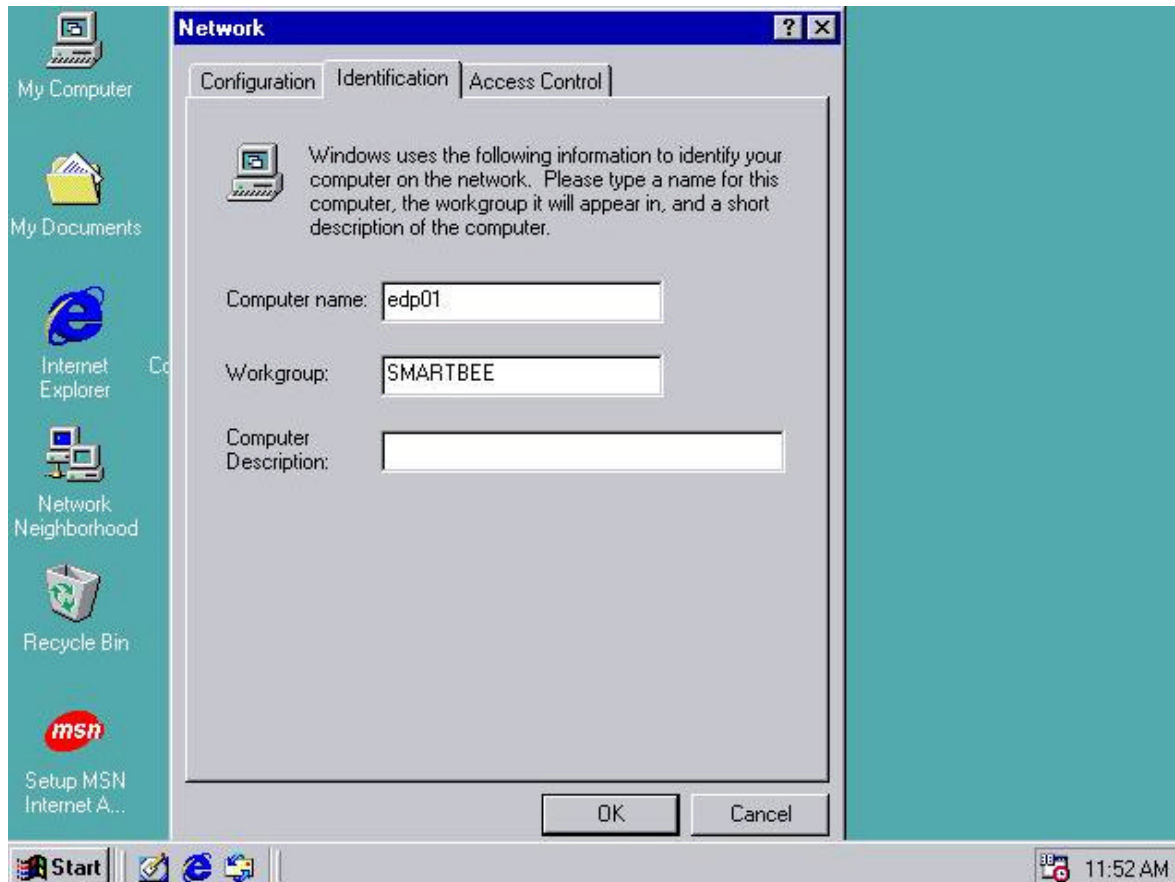 My Computer
My Documents
Internet
Explorer
Co
Network
Neighborhood
Recycle Bin
msn
Setup MSN
Internet A...
Network
Configuration
Identification
Access Control
Windows uses the following information to identify your
computer on the network. Please type a name for this
computer, the workgroup it will appear in, and a short
description of the computer.
Computer name: edp01
Workgroup: SMARTBEE
Computer
Description:
OK
Cancel
Start
11:52 AM